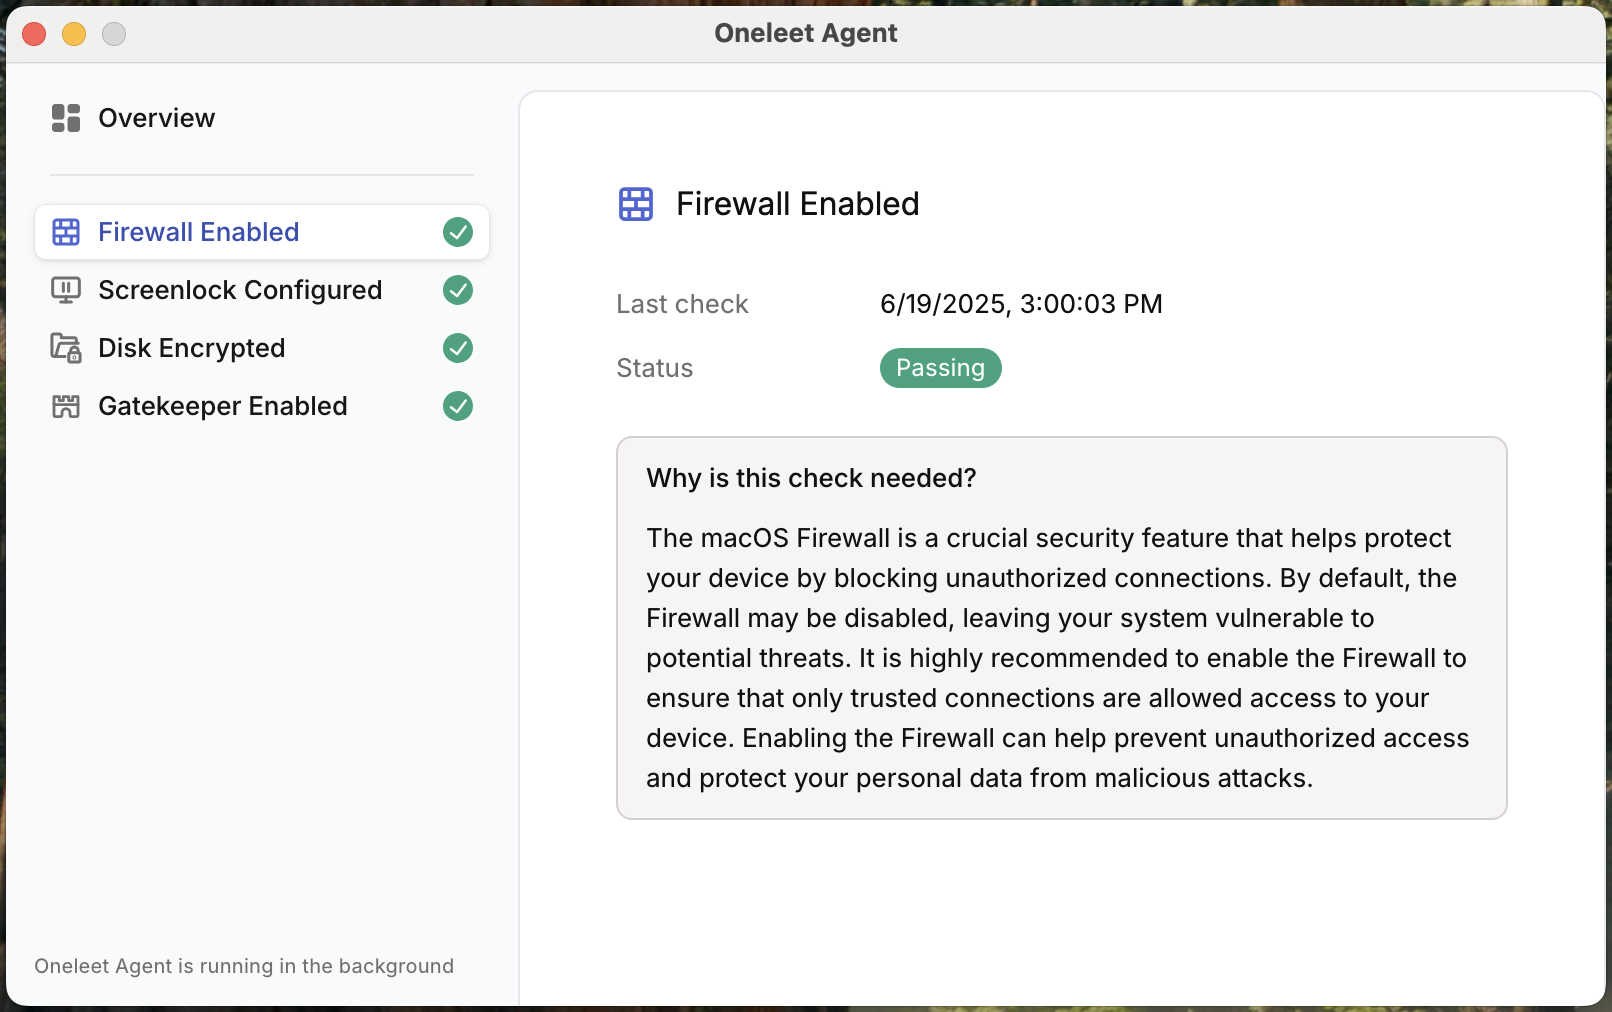 Oneleet Agent
Overview
Firewall Enabled
Screenlock Configured
Disk Encrypted
Gatekeeper Enabled
Oneleet Agent is running in the background
Firewall Enabled
Last check 6/19/2025, 3:00:03 PM
Status Passing
Why is this check needed?
The macOS Firewall is a crucial security feature that helps protect
your device by blocking unauthorized connections. By default, the
Firewall may be disabled, leaving your system vulnerable to
potential threats. It is highly recommended to enable the Firewall to
ensure that only trusted connections are allowed access to your
device. Enabling the Firewall can help prevent unauthorized access
and protect your personal data from malicious attacks.